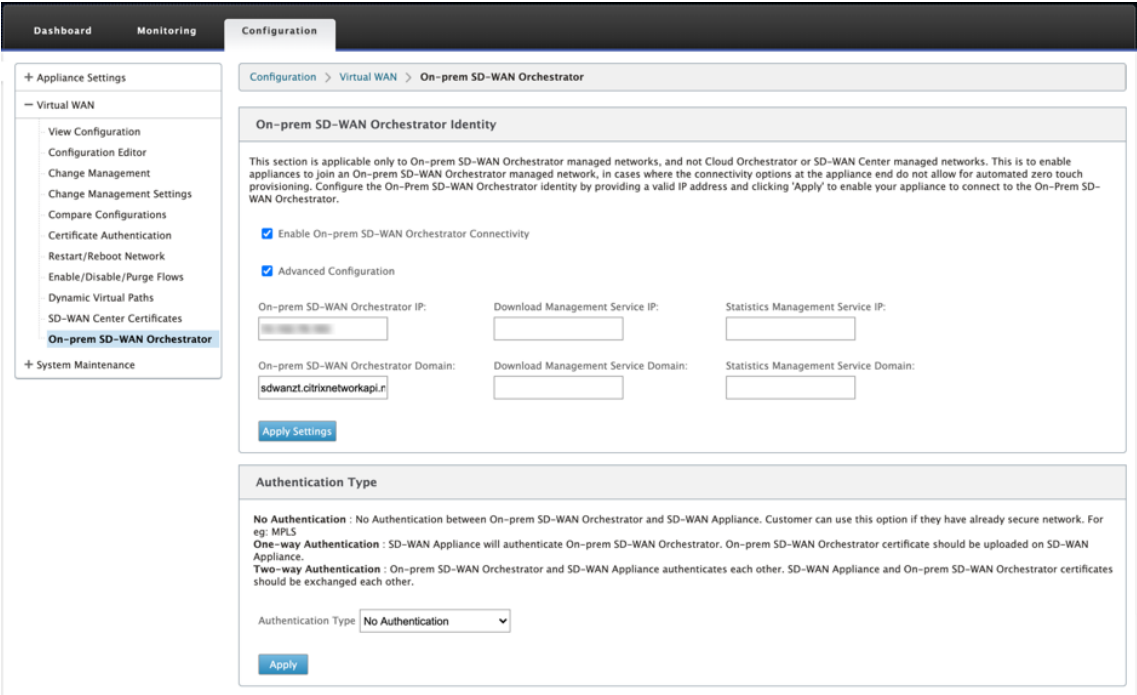 Dashboard Monitoring Configuration
+ Appliance Settings
− Virtual WAN
View Configuration
Configuration Editor
Change Management
Change Management Settings
Compare Configurations
Certificate Authentication
Restart/Reboot Network
Enable/Disable/Purge Flows
Dynamic Virtual Paths
SD-WAN Center Certificates
On-prem SD-WAN Orchestrator
+ System Maintenance
Configuration > Virtual WAN > On-prem SD-WAN Orchestrator
On-prem SD-WAN Orchestrator Identity
This section is applicable only to On-prem SD-WAN Orchestrator managed networks, and not Cloud Orchestrator or SD-WAN Center managed networks. This is to enable
appliances to join an On-prem SD-WAN Orchestrator managed network, in cases where the connectivity options at the appliance end do not allow for automated zero touch
provisioning. Configure the On-Prem SD-WAN Orchestrator identity by providing a valid IP address and clicking 'Apply' to enable your appliance to connect to the On-Prem SD-
WAN Orchestrator.
Enable On-prem SD-WAN Orchestrator Connectivity
Advanced Configuration
On-prem SD-WAN Orchestrator IP: Download Management Service IP: Statistics Management Service IP:
On-prem SD-WAN Orchestrator Domain: Download Management Service Domain: Statistics Management Service Domain:
sdwanzt.citrixnetworkapi.n
Apply Settings
Authentication Type
No Authentication : No Authentication between On-prem SD-WAN Orchestrator and SD-WAN Appliance. Customer can use this option if they have already secure network. For
eg: MPLS
One-way Authentication : SD-WAN Appliance will authenticate On-prem SD-WAN Orchestrator. On-prem SD-WAN Orchestrator certificate should be uploaded on SD-WAN
Appliance.
Two-way Authentication : On-prem SD-WAN Orchestrator and SD-WAN Appliance authenticates each other. SD-WAN Appliance and On-prem SD-WAN Orchestrator certificates
should be exchanged each other.
Authentication Type No Authentication
Apply